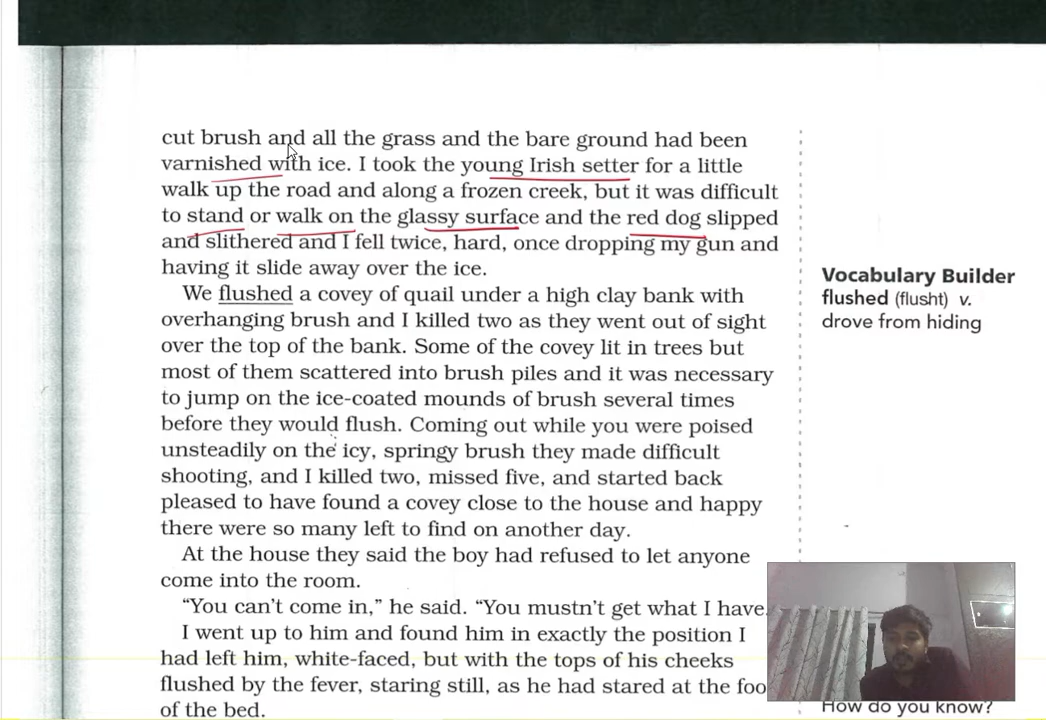 cut brush and all the grass and the bare ground had been
varnished with ice. I took the young Irish setter for a little
walk up the road and along a frozen creek, but it was difficult
to stand or walk on the glassy surface and the red dog slipped
and slithered and I fell twice, hard, once dropping my gun and
having it slide away over the ice.
We flushed a covey of quail under a high clay bank with
overhanging brush and I killed two as they went out of sight
over the top of the bank. Some of the covey lit in trees but
most of them scattered into brush piles and it was necessary
to jump on the ice-coated mounds of brush several times
before they would flush. Coming out while you were poised
unsteadily on the icy, springy brush they made difficult
shooting, and I killed two, missed five, and started back
pleased to have found a covey close to the house and happy
there were so many left to find on another day.
At the house they said the boy had refused to let anyone
come into the room.
“You can’t come in,” he said. “You mustn’t get what I have.
I went up to him and found him in exactly the position I
had left him, white-faced, but with the tops of his cheeks
flushed by the fever, staring still, as he had stared at the foo
of the bed.
Vocabulary Builder
flushed (flusht) v.
drove from hiding
How do you know?